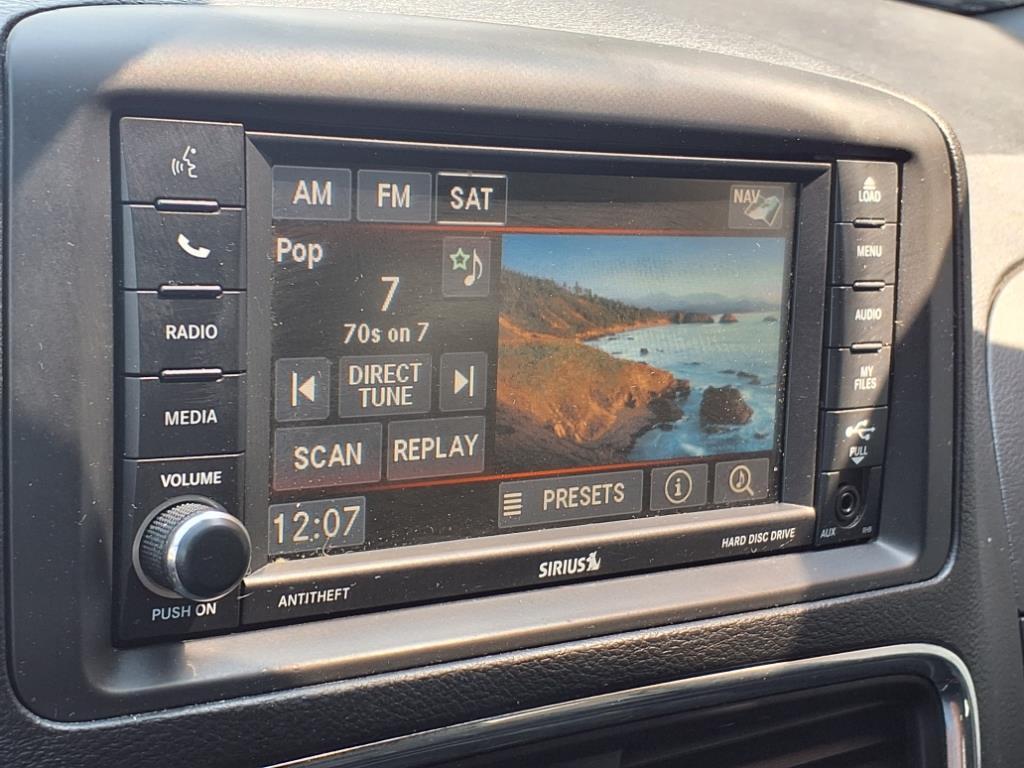 AM FM SAT NAV
Pop
7
70s on 7
DIRECT
TUNE
SCAN REPLAY
12:07 PRESETS
RADIO
MEDIA
VOLUME
PUSH ON
ANTITHEFT
SIRIUS
HARD DISC DRIVE
LOAD
MENU
AUDIO
MY
FILES
PULL
AUX